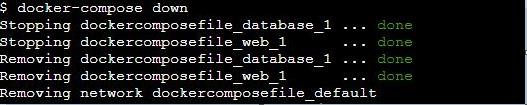 $ docker-compose down
Stopping dockercomposefile_database_1 ... done
Stopping dockercomposefile_web_1      ... done
Removing dockercomposefile_database_1 ... done
Removing dockercomposefile_web_1      ... done
Removing network dockercomposefile_default